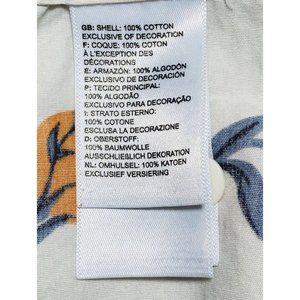 GB: SHELL: 100% COTTON
EXCLUSIVE OF DECORATION
F: COQUE: 100% COTON
À L'EXCEPTION DES
DÉCORATIONS
E: ARMAZÓN: 100% ALGODÓN
EXCLUSIVO DE DECORACIÓN
P: TECIDO PRINCIPAL:
100% ALGODÃO
EXCLUSIVO PARA DECORAÇÃO
I: STRATO ESTERNO:
100% COTONE
ESCLUSA LA DECORAZIONE
D: OBERSTOFF:
100% BAUMWOLLE
AUSSCHLIEßLICH DEKORATION
NL: OMHULSEL: 100% KATOEN
EXCLUSIEF VERSIERING